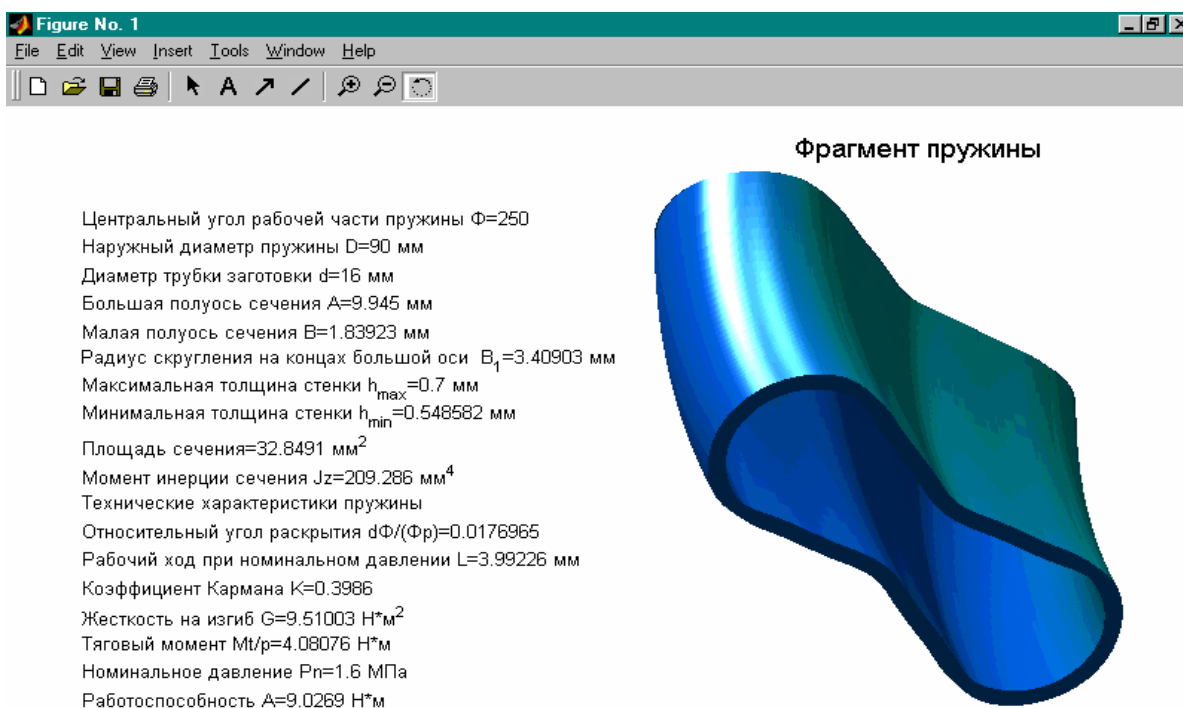 Figure No. 1
File Edit View Insert Tools Window Help
A
Фрагмент пружины
Центральный угол рабочей части пружины Ф=250
Наружный диаметр пружины D=90 мм
Диаметр трубки заготовки d=16 мм
Большая полуось сечения A=9.945 мм
Малая полуось сечения B=1.83923 мм
Радиус скругления на концах большой оси B₁=3.40903 мм
Максимальная толщина стенки hmax=0.7 мм
Минимальная толщина стенки hmin=0.548582 мм
Площадь сечения=32.8491 мм²
Момент инерции сечения Jz=209.286 мм⁴
Технические характеристики пружины
Относительный угол раскрытия dФ/(Фp)=0.0176965
Рабочий ход при номинальном давлении L=3.99226 мм
Коэффициент Кармана K=0.3986
Жесткость на изгиб G=9.51003 Н*м²
Тяговый момент Mt/p=4.08076 Н*м
Номинальное давление Pn=1.6 МПа
Работоспособность A=9.0269 Н*м